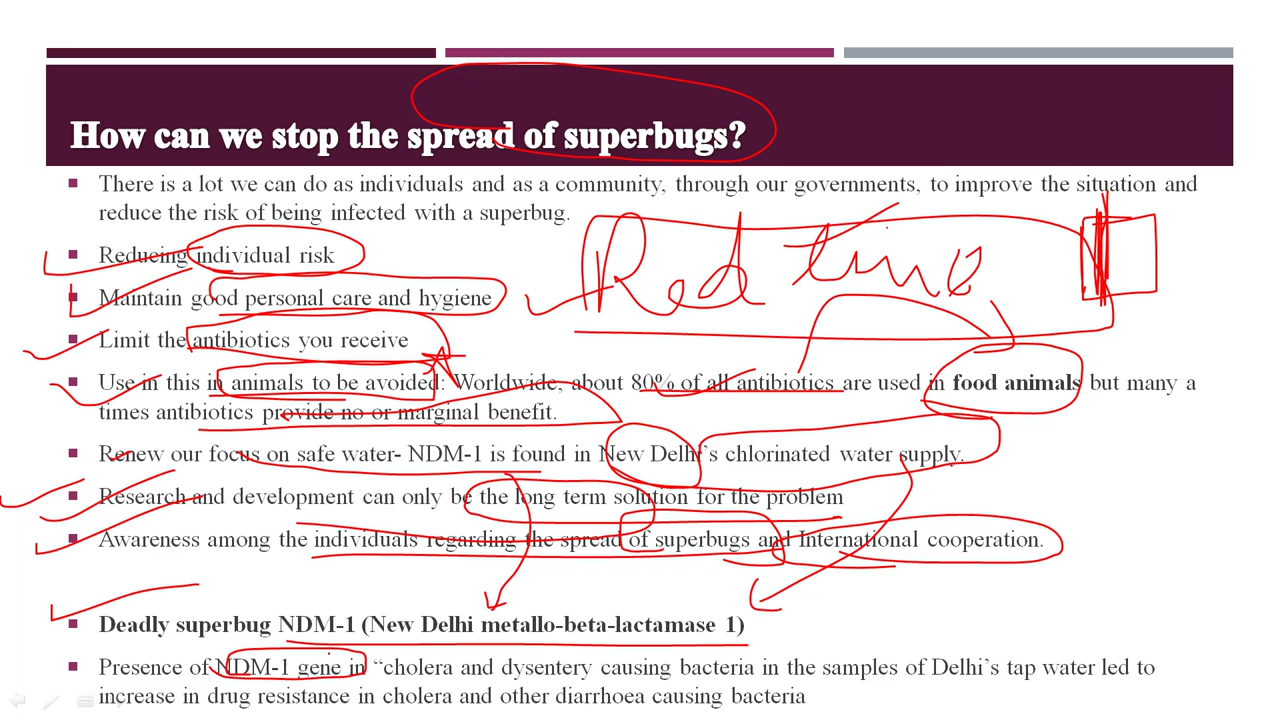 How can we stop the spread of superbugs?
There is a lot we can do as individuals and as a community, through our governments, to improve the situation and
reduce the risk of being infected with a superbug.
Reducing individual risk
Red line
Maintain good personal care and hygiene
Limit the antibiotics you receive
Use in this in animals to be avoided: Worldwide, about 80% of all antibiotics are used in food animals but many a
times antibiotics provide no or marginal benefit.
Renew our focus on safe water- NDM-1 is found in New Delhi's chlorinated water supply.
Research and development can only be the long term solution for the problem
Awareness among the individuals regarding the spread of superbugs and International cooperation.
Deadly superbug NDM-1 (New Delhi metallo-beta-lactamase 1)
Presence of NDM-1 gene in “cholera and dysentery causing bacteria in the samples of Delhi's tap water led to
increase in drug resistance in cholera and other diarrhoea causing bacteria